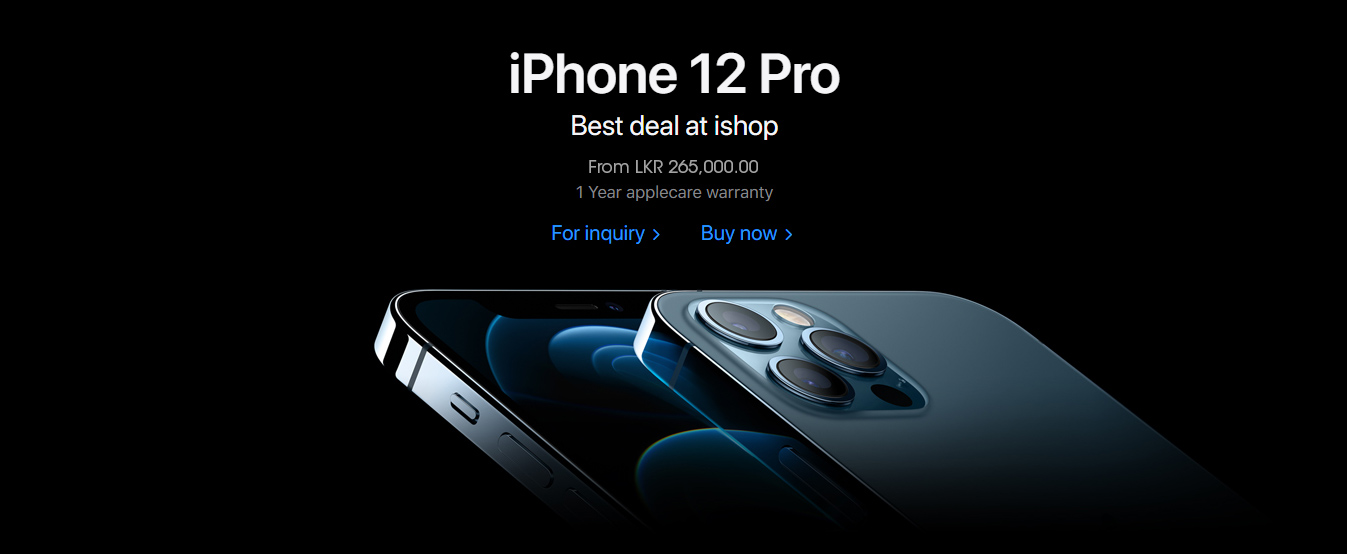 iPhone 12 Pro
Best deal at ishop
From LKR 265,000.00
1 Year applecare warranty
For inquiry > Buy now >